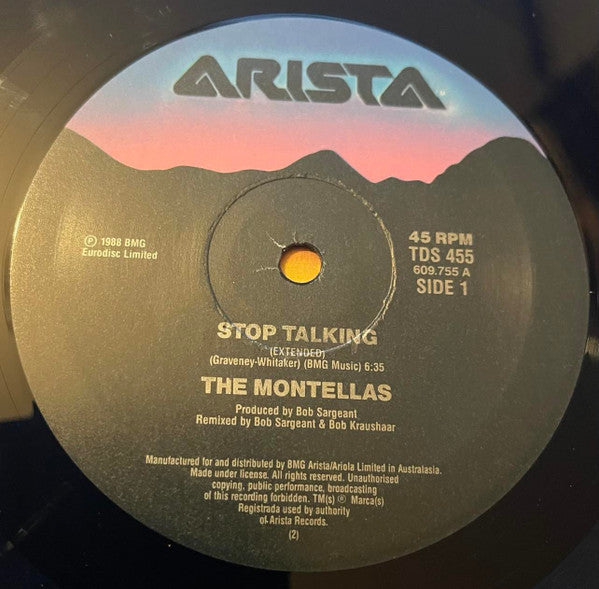 ARISTA
℗ 1988 BMG
Eurodisc Limited
45 RPM
TDS 455
609.755 A
SIDE 1
STOP TALKING
(EXTENDED)
(Graveney-Whitaker) (BMG Music) 6:35
THE MONTELLAS
Produced by Bob Sargeant
Remixed by Bob Sargeant & Bob Kraushaar
Manufactured for and distributed by BMG Arista/Ariola Limited in Australasia.
Made under license. All rights reserved. Unauthorised
copying, public performance, broadcasting
of this recording forbidden. TM(s) ® Marca(s)
Registrada used by authority
of Arista Records.
(2)